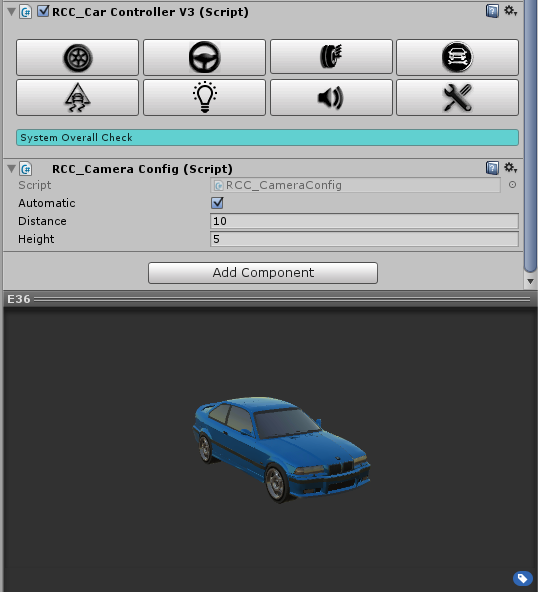 RCC_Car Controller V3 (Script)
System Overall Check
RCC_Camera Config (Script)
Script RCC_CameraConfig
Automatic
Distance 10
Height 5
Add Component
E36